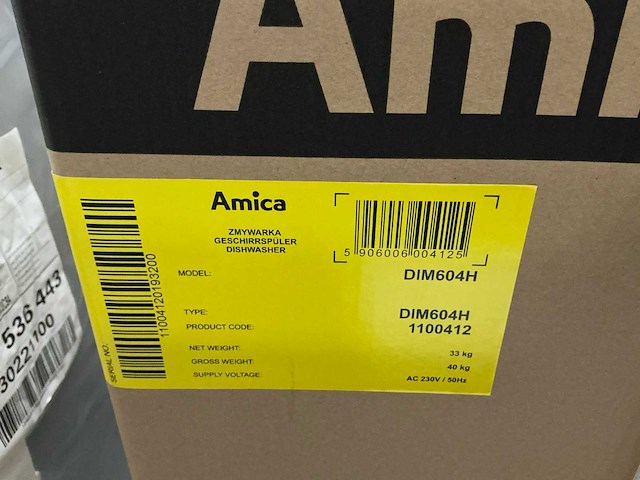 Ami
Amica
ZMYWARKA
GESCHIRRSPÜLER
DISHWASHER
5 906006 004125
MODEL: DIM604H
TYPE: DIM604H
PRODUCT CODE: 1100412
NET WEIGHT: 33 kg
GROSS WEIGHT: 40 kg
SUPPLY VOLTAGE: AC 230V / 50Hz
SERIAL NO.
11004120193200
536 443
30221100